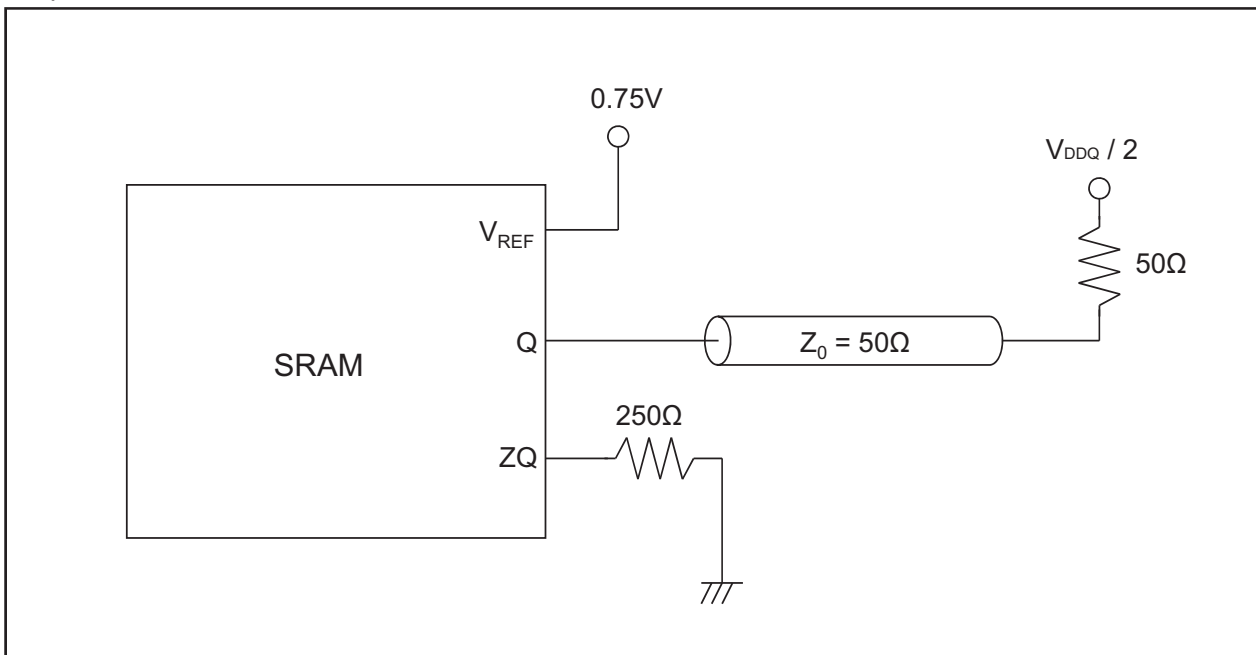 0.75V
VDDQ / 2
VREF
50Ω
Q
Z0 = 50Ω
SRAM
250Ω
ZQ